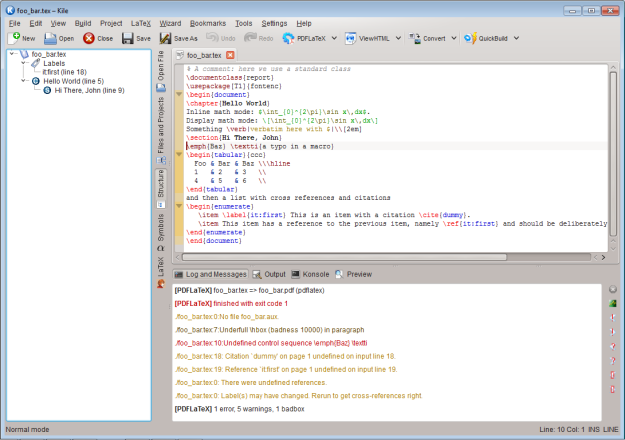 foo_bar.tex – Kile
File Edit View Build Project LaTeX Wizard Bookmarks Tools Settings Help
New Open Close Save Save As Undo Redo PDFLaTeX ViewHTML Convert QuickBuild
foo_bar.tex
Labels
it:first (line 18)
Hello World (line 5)
Hi There, John (line 9)
Open File
Files and Projects
Structure
Symbols
LaTeX
foo_bar.tex
% A comment: here we use a standard class
\documentclass{report}
\usepackage[T1]{fontenc}
\begin{document}
\chapter{Hello World}
Inline math mode: $\int_{0}^{2\pi}\sin x\,dx$.
Display math mode: \[\int_{0}^{2\pi}\sin x\,dx\]
Something \verb|verbatim here with $|\\[2em]
\section{Hi There, John}
\emph{Baz} \textti{a typo in a macro}
\begin{tabular}{ccc}
Foo & Bar & Baz \\\hline
1 & 2 & 3 \\
4 & 5 & 6 \\
\end{tabular}
and then a list with cross references and citations
\begin{enumerate}
\item \label{it:first} This is an item with a citation \cite{dummy}.
\item This item has a reference to the previous item, namely \ref{it:first} and should be deliberately
\end{enumerate}
\end{document}
Log and Messages Output Konsole Preview
[PDFLaTeX] foo_bar.tex => foo_bar.pdf (pdflatex)
[PDFLaTeX] finished with exit code 1
./foo_bar.tex:0:No file foo_bar.aux.
./foo_bar.tex:7:Underfull \hbox (badness 10000) in paragraph
./foo_bar.tex:10:Undefined control sequence \emph{Baz} \textti
./foo_bar.tex:18: Citation `dummy' on page 1 undefined on input line 18.
./foo_bar.tex:19: Reference `it:first' on page 1 undefined on input line 19.
./foo_bar.tex:0: There were undefined references.
./foo_bar.tex:0: Label(s) may have changed. Rerun to get cross-references right.
[PDFLaTeX] 1 error, 5 warnings, 1 badbox
Normal mode
Line: 10 Col: 1 INS LINE